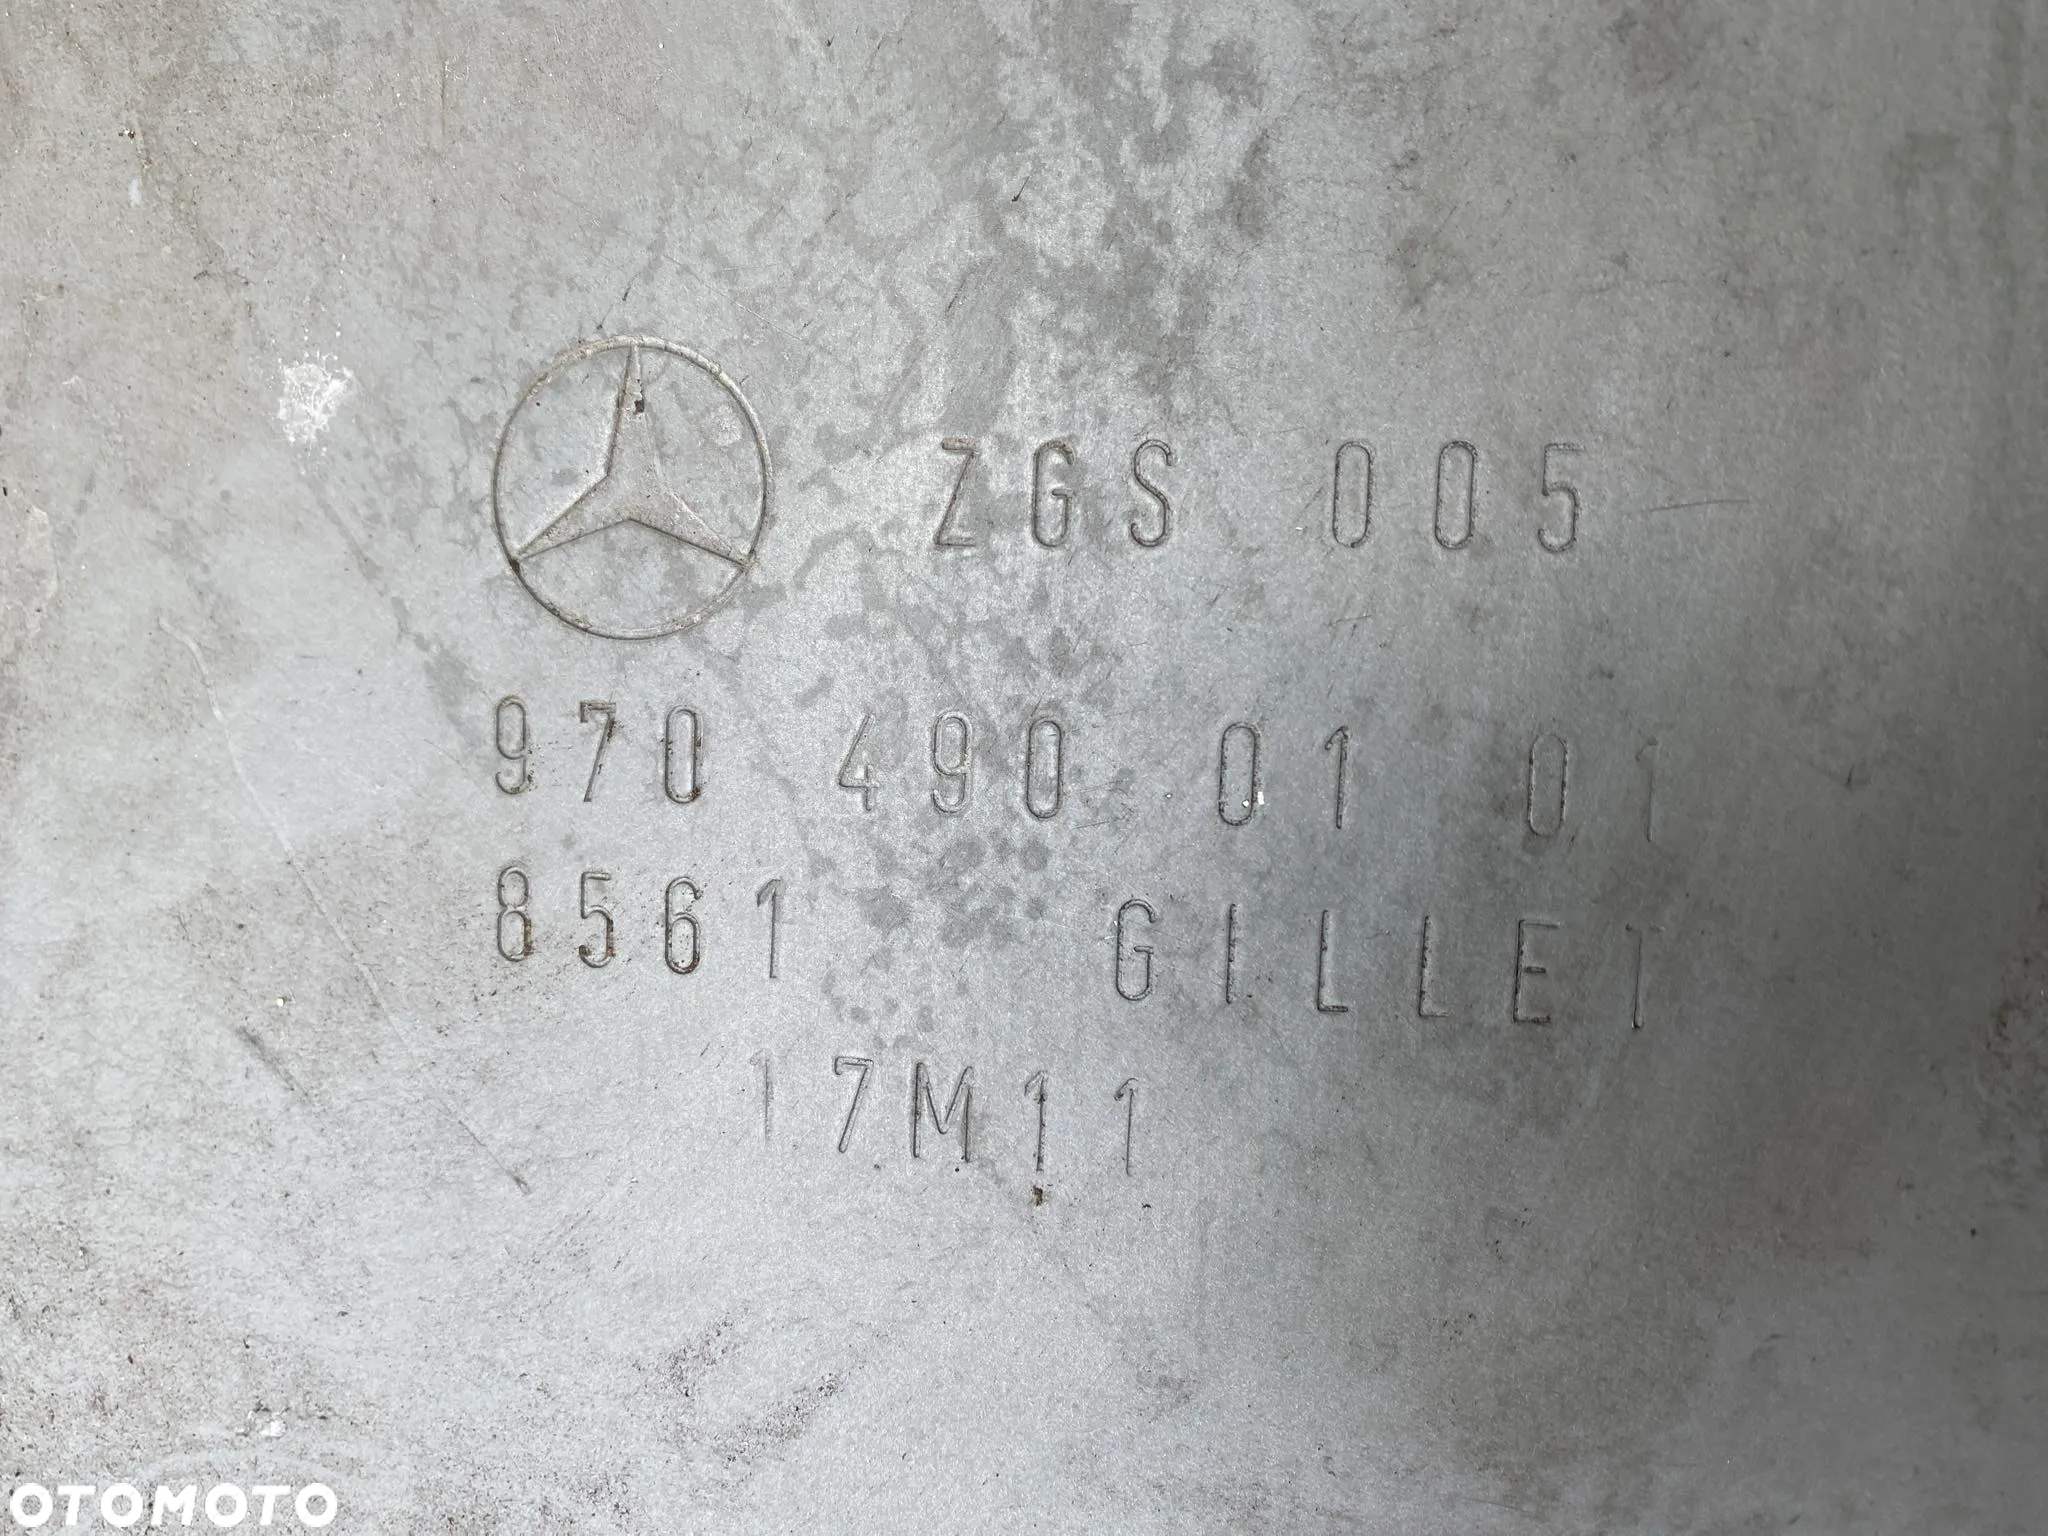 ZGS 005
970 490 01 01
8561 GILLET
17M11
OTOMOTO